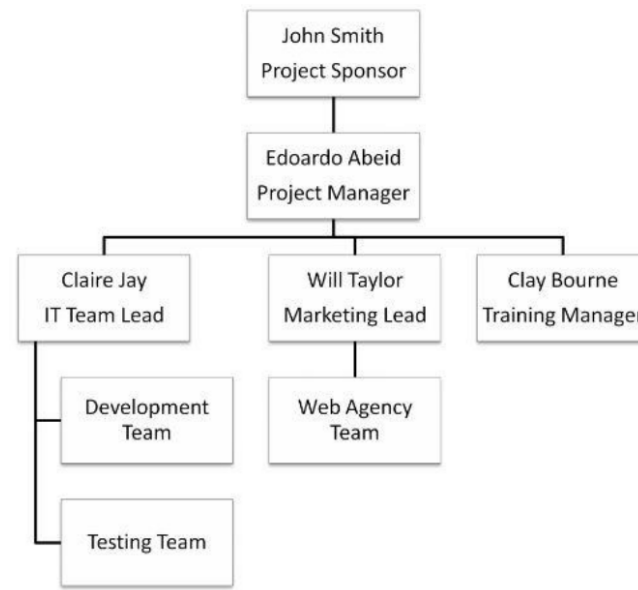 John Smith
Project Sponsor
Edoardo Abeid
Project Manager
Claire Jay
IT Team Lead
Will Taylor
Marketing Lead
Clay Bourne
Training Manager
Development
Team
Web Agency
Team
Testing Team